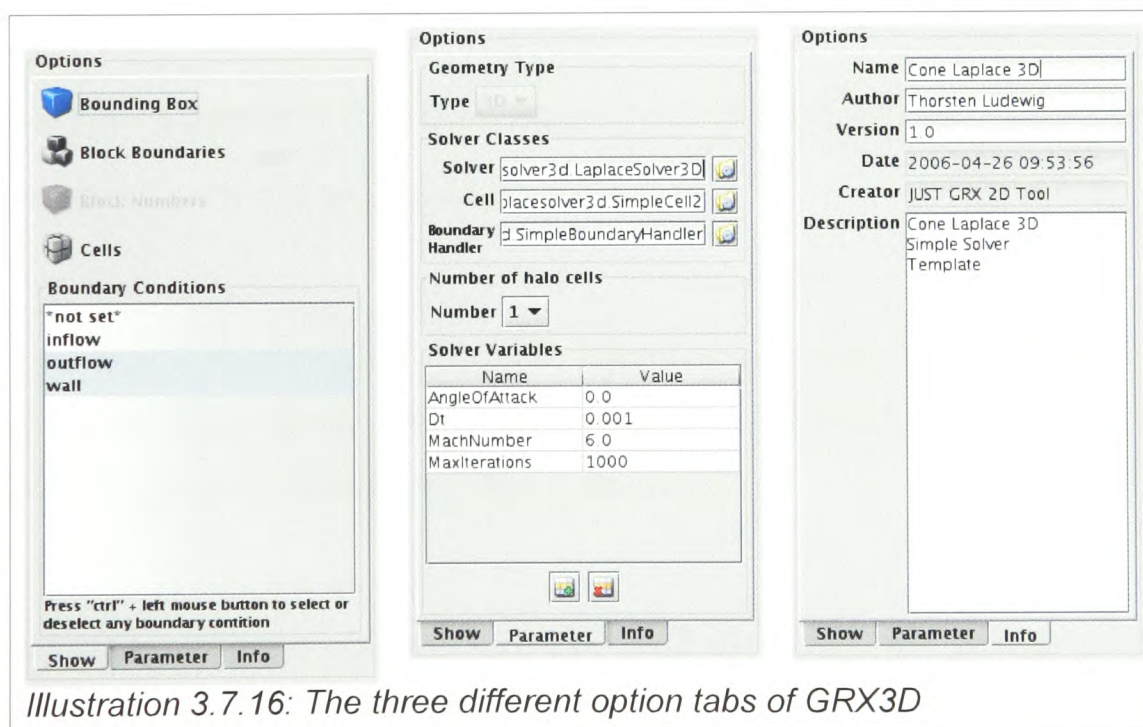 Options
Bounding Box
Block Boundaries
Block Numbers
Cells
Boundary Conditions
*not set*
inflow
outflow
wall
Press "ctrl" + left mouse button to select or
deselect any boundary contition
Show Parameter Info
Options
Geometry Type
Type 3D
Solver Classes
Solver solver3d.LaplaceSolver3D
Cell placesolver3d.SimpleCell2
Boundary Handler d.SimpleBoundaryHandler
Number of halo cells
Number 1
Solver Variables
Name Value
AngleOfAttack 0.0
Dt 0.001
MachNumber 6.0
MaxIterations 1000
Show Parameter Info
Options
Name Cone Laplace 3D
Author Thorsten Ludewig
Version 1.0
Date 2006-04-26 09:53:56
Creator JUST GRX 2D Tool
Description Cone Laplace 3D
Simple Solver
Template
Show Parameter Info
Illustration 3.7.16: The three different option tabs of GRX3D